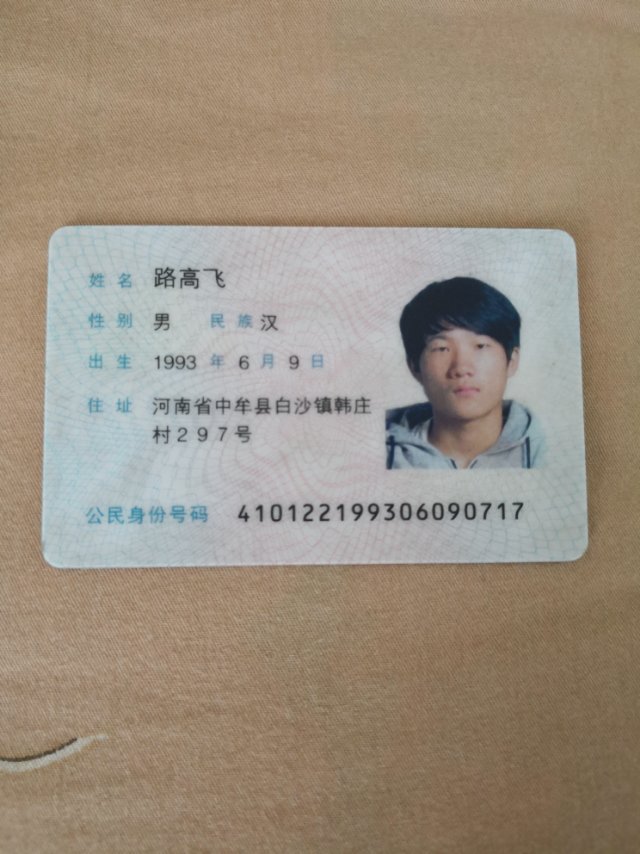 姓名 路高飞
性别 男 民族 汉
出生 1993 年 6 月 9 日
住址 河南省中牟县白沙镇韩庄
村297号
公民身份号码 410122199306090717